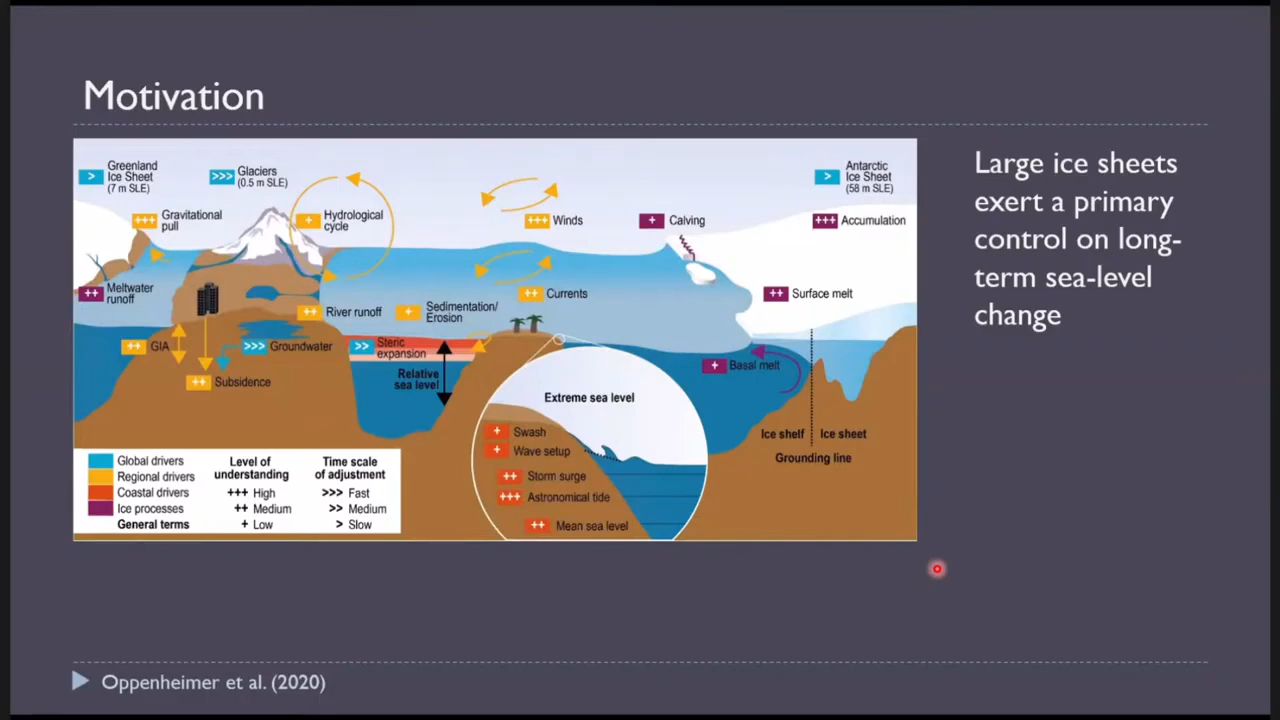 Motivation
Greenland
Ice Sheet
(7 m SLE)
>
>>> Glaciers
(0.5 m SLE)
Antarctic
Ice Sheet
(58 m SLE)
>
+++ Gravitational
pull
+ Hydrological
cycle
+++ Winds
+ Calving
+++ Accumulation
++ Meltwater
runoff
++ River runoff
+ Sedimentation/
Erosion
++ Currents
++ Surface melt
++ GIA
>>> Groundwater
>> Steric
expansion
++ Subsidence
Relative
sea level
+ Basal melt
Extreme sea level
+ Swash
+ Wave setup
++ Storm surge
+++ Astronomical tide
++ Mean sea level
Ice shelf
Ice sheet
Grounding line
Global drivers
Regional drivers
Coastal drivers
Ice processes
General terms
Level of
understanding
+++ High
++ Medium
+ Low
Time scale
of adjustment
>>> Fast
>> Medium
> Slow
Large ice sheets
exert a primary
control on long-
term sea-level
change
Oppenheimer et al. (2020)